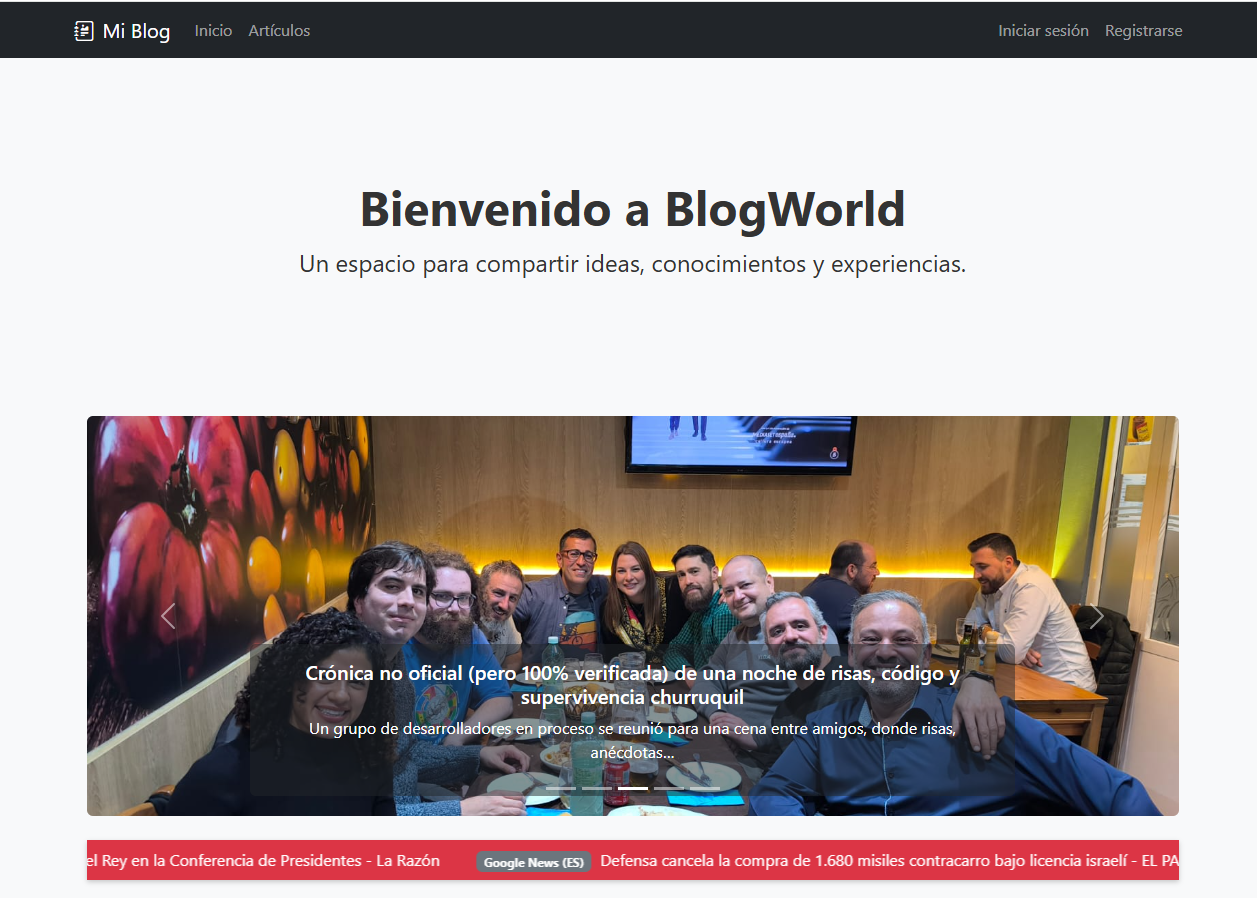 Mi Blog
Inicio
Artículos
Iniciar sesión
Registrarse
Bienvenido a BlogWorld
Un espacio para compartir ideas, conocimientos y experiencias.
Crónica no oficial (pero 100% verificada) de una noche de risas, código y
supervivencia churruquil
Un grupo de desarrolladores en proceso se reunió para una cena entre amigos, donde risas,
anécdotas...
el Rey en la Conferencia de Presidentes - La Razón
Google News (ES)
Defensa cancela la compra de 1.680 misiles contracarro bajo licencia israelí - EL PA